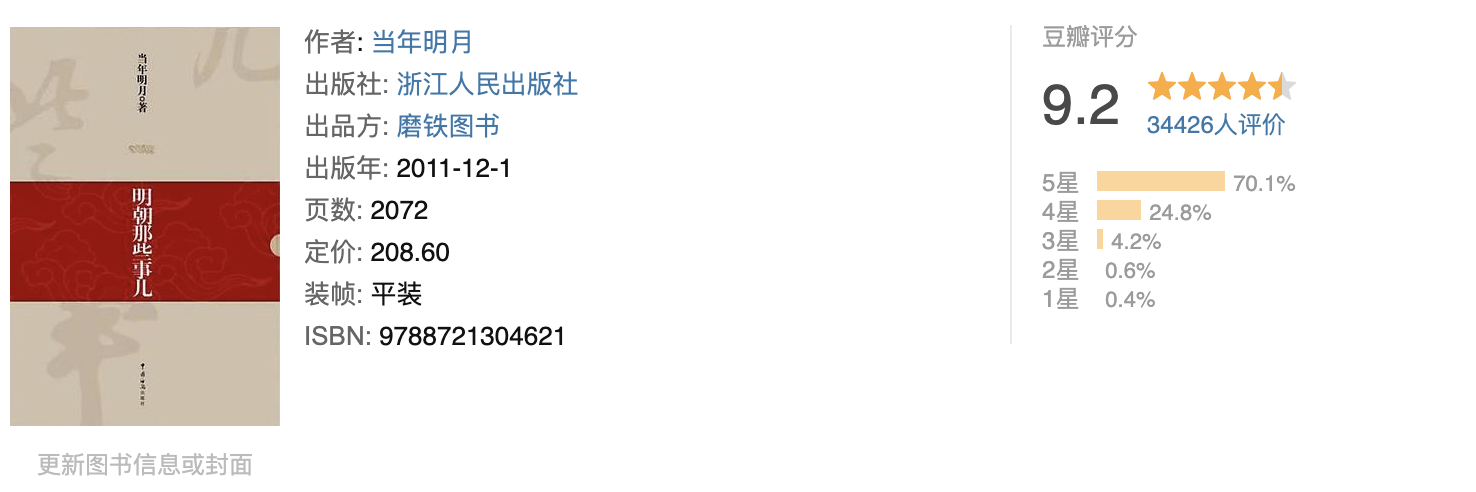 当年明月。著
明朝那些事儿
作者: 当年明月
出版社: 浙江人民出版社
出品方: 磨铁图书
出版年: 2011-12-1
页数: 2072
定价: 208.60
装帧: 平装
ISBN: 9788721304621
豆瓣评分
9.2
34426人评价
5星 70.1%
4星 24.8%
3星 4.2%
2星 0.6%
1星 0.4%
更新图书信息或封面